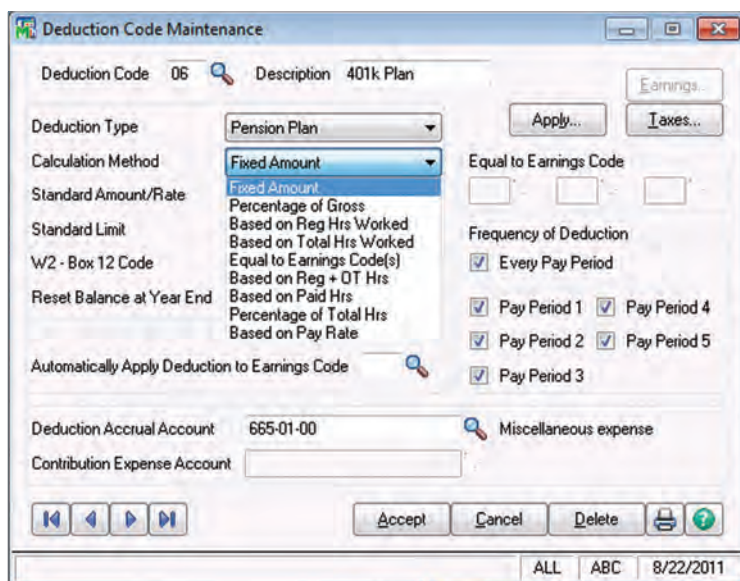 Deduction Code Maintenance
Deduction Code 06 Description 401k Plan
Earnings...
Deduction Type Pension Plan Apply... Taxes...
Calculation Method Fixed Amount Equal to Earnings Code
Fixed Amount
Standard Amount/Rate
Percentage of Gross
Based on Reg Hrs Worked
Standard Limit Frequency of Deduction
Based on Total Hrs Worked
Equal to Earnings Code(s) Every Pay Period
W2 - Box 12 Code
Based on Reg + OT Hrs
Reset Balance at Year End
Based on Paid Hrs Pay Period 1 Pay Period 4
Percentage of Total Hrs
Based on Pay Rate Pay Period 2 Pay Period 5
Automatically Apply Deduction to Earnings Code
Pay Period 3
Deduction Accrual Account 665-01-00 Miscellaneous expense
Contribution Expense Account
Accept Cancel Delete
ALL ABC 8/22/2011